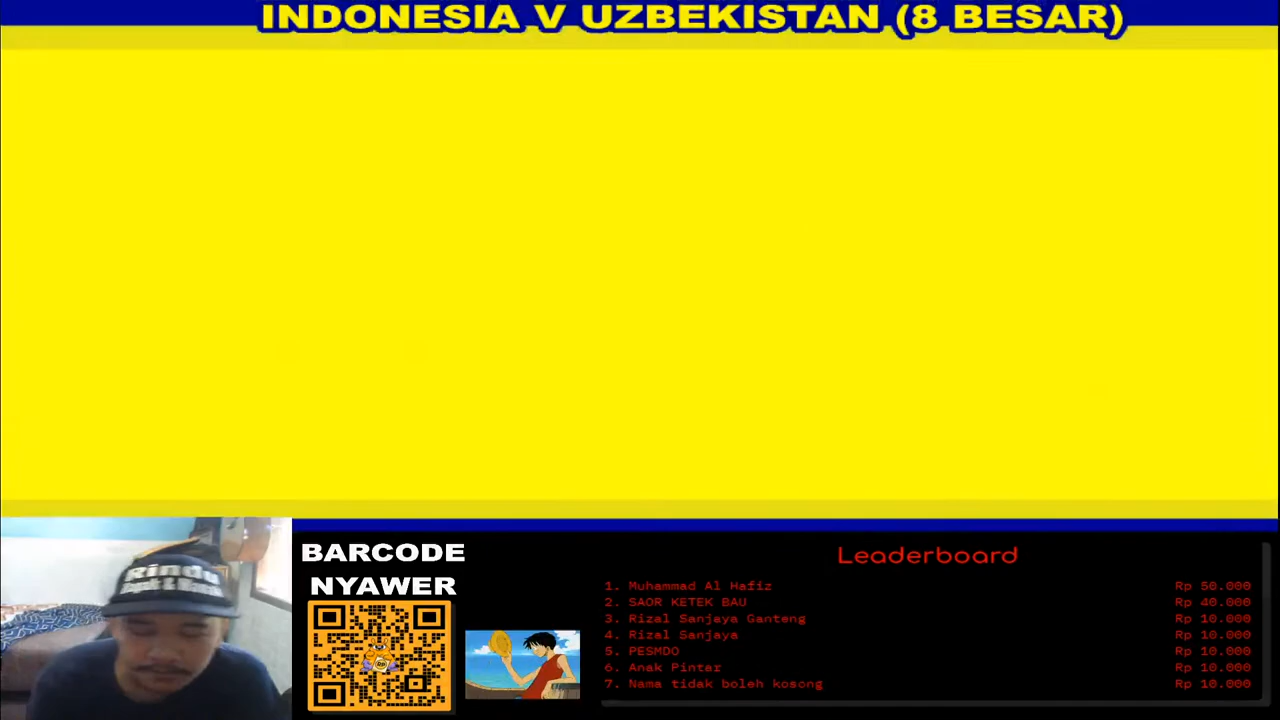 INDONESIA V UZBEKISTAN (8 BESAR)
Rindu
BARCODE
NYAWER
Leaderboard
1. Muhammad Al Hafiz Rp 50.000
2. SAOR KETEK BAU Rp 40.000
3. Rizal Sanjaya Ganteng Rp 10.000
4. Rizal Sanjaya Rp 10.000
5. PESMDO Rp 10.000
6. Anak Pinter Rp 10.000
7. Nama tidak boleh kosong Rp 10.000